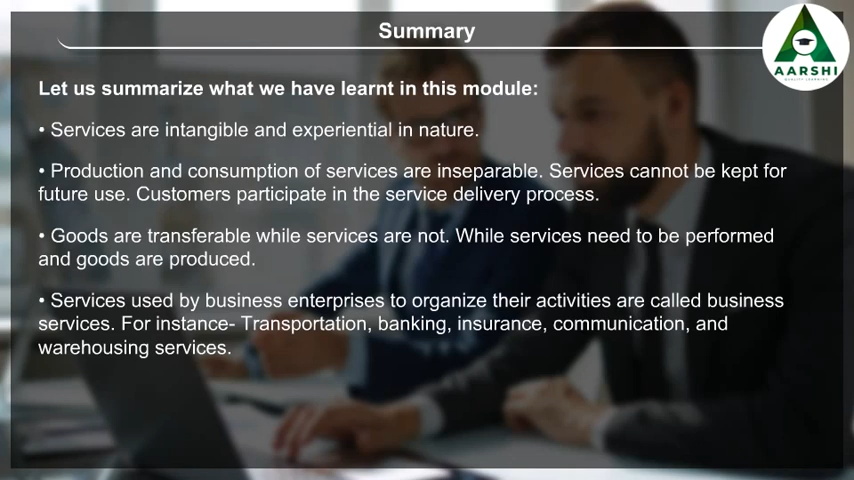 Summary
AARSHI
Let us summarize what we have learnt in this module:
• Services are intangible and experiential in nature.
• Production and consumption of services are inseparable. Services cannot be kept for
future use. Customers participate in the service delivery process.
• Goods are transferable while services are not. While services need to be performed
and goods are produced.
• Services used by business enterprises to organize their activities are called business
services. For instance- Transportation, banking, insurance, communication, and
warehousing services.